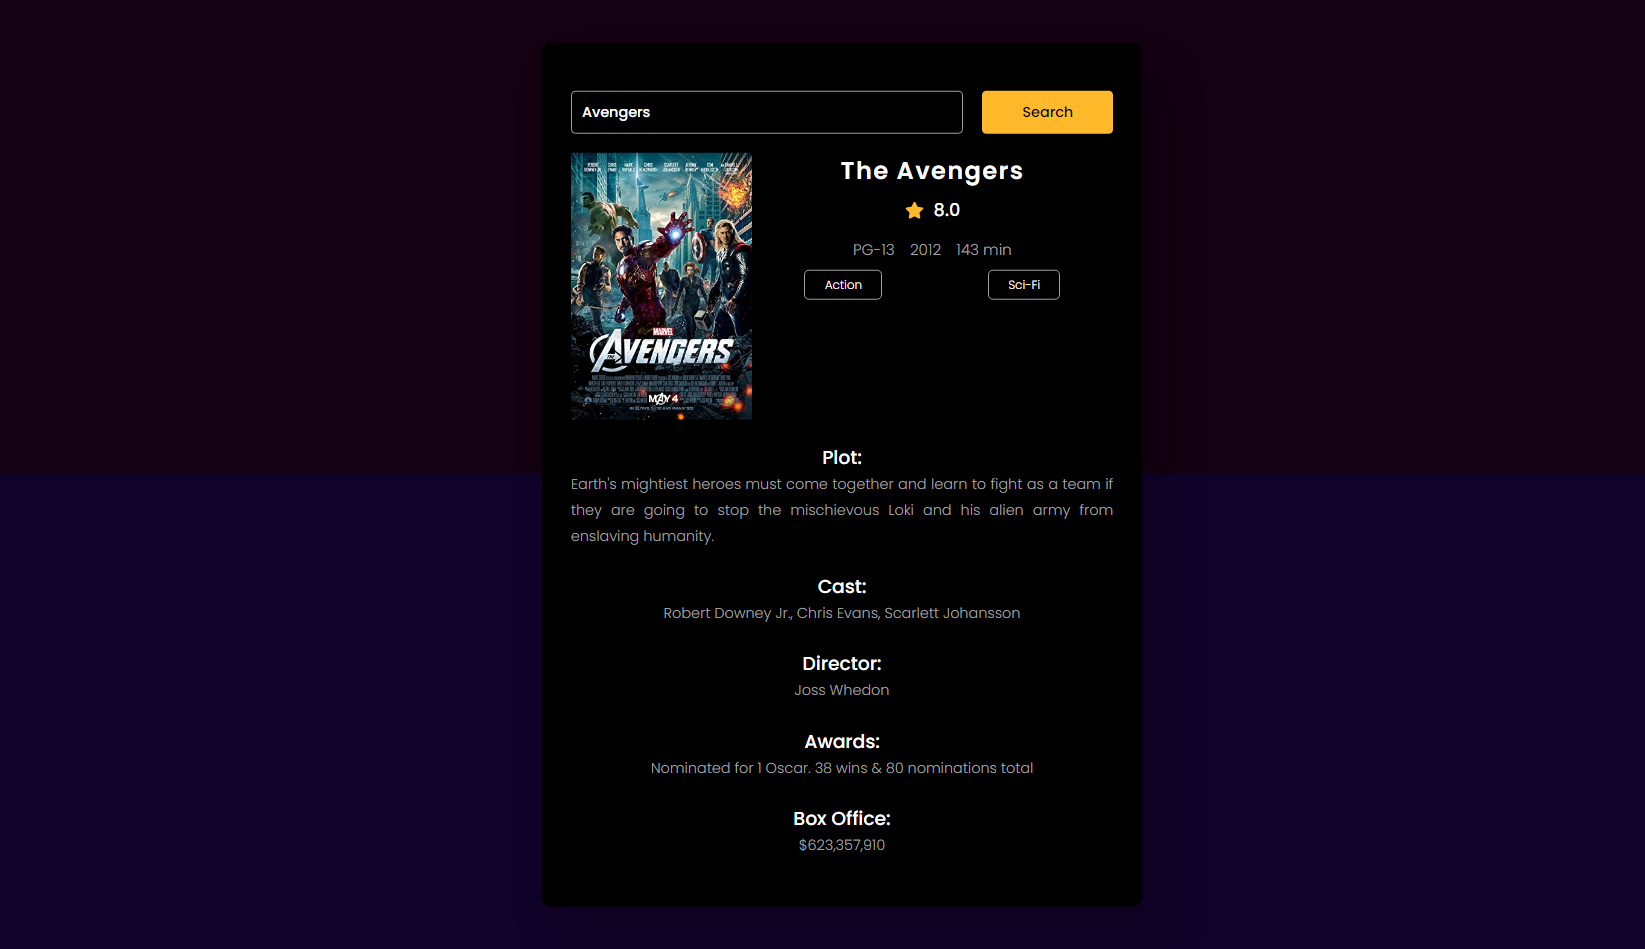 Avengers
Search
The Avengers
8.0
PG-13 2012 143 min
Action Sci-Fi
MARVEL
THE AVENGERS
MAY 4
Plot:
Earth's mightiest heroes must come together and learn to fight as a team if
they are going to stop the mischievous Loki and his alien army from
enslaving humanity.
Cast:
Robert Downey Jr., Chris Evans, Scarlett Johansson
Director:
Joss Whedon
Awards:
Nominated for 1 Oscar. 38 wins & 80 nominations total
Box Office:
$623,357,910